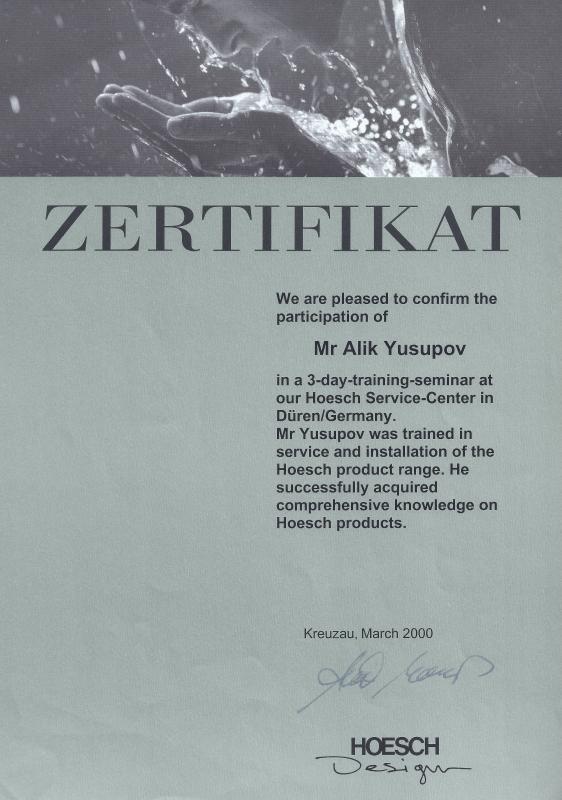 ZERTIFIKAT
We are pleased to confirm the
participation of
Mr Alik Yusupov
in a 3-day-training-seminar at
our Hoesch Service-Center in
Düren/Germany.
Mr Yusupov was trained in
service and installation of the
Hoesch product range. He
successfully acquired
comprehensive knowledge on
Hoesch products.
Kreuzau, March 2000
HOESCH
Design